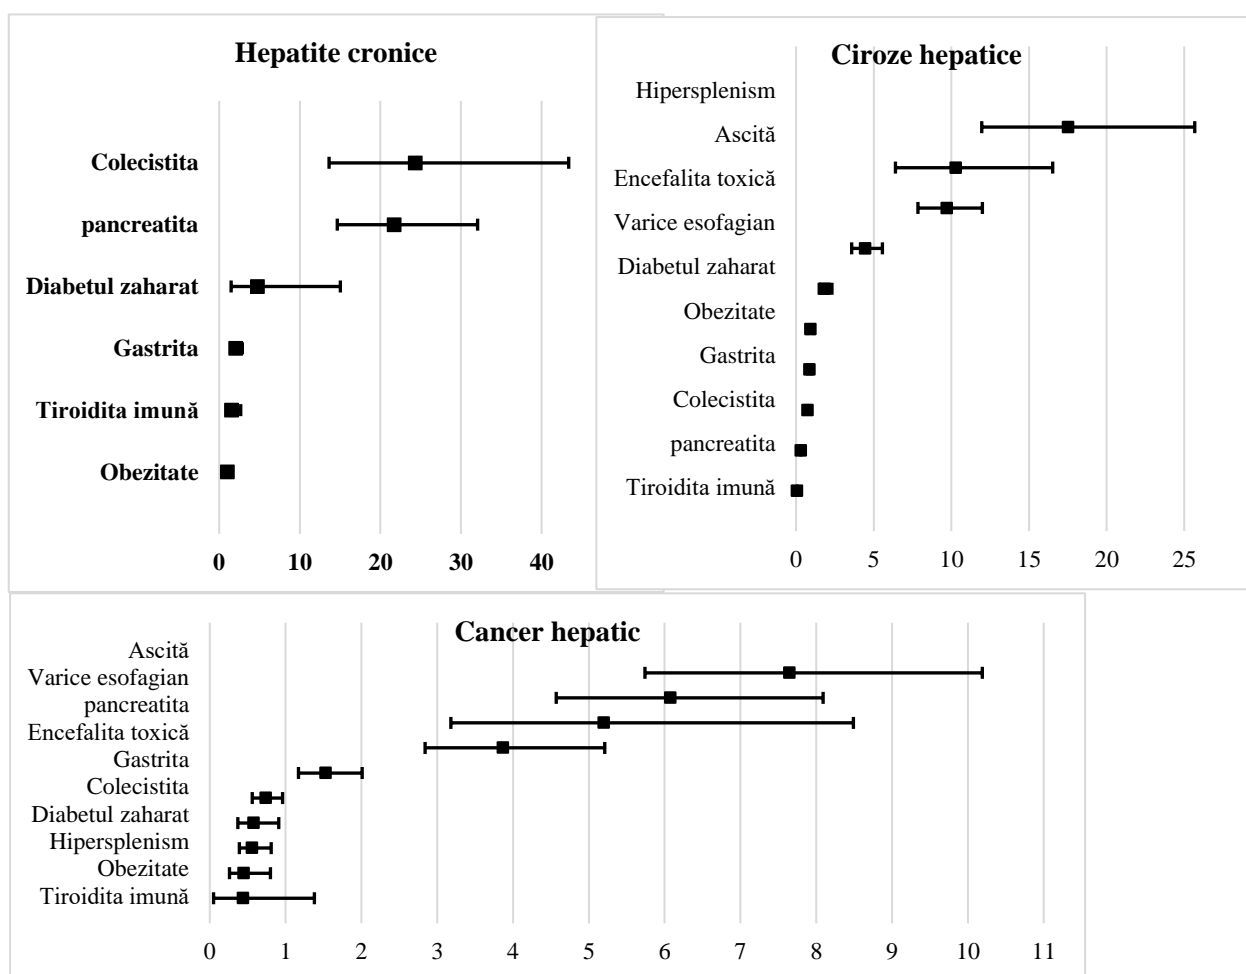 Hepatite cronice
Colecistita
pancreatita
Diabetul zaharat
Gastrita
Tiroidita imună
Obezitate
0 10 20 30 40
Ciroze hepatice
Hipersplenism
Ascită
Encefalita toxică
Varice esofagian
Diabetul zaharat
Obezitate
Gastrita
Colecistita
pancreatita
Tiroidita imună
0 5 10 15 20 25
Cancer hepatic
Ascită
Varice esofagian
pancreatita
Encefalita toxică
Gastrita
Colecistita
Diabetul zaharat
Hipersplenism
Obezitate
Tiroidita imună
0 1 2 3 4 5 6 7 8 9 10 11